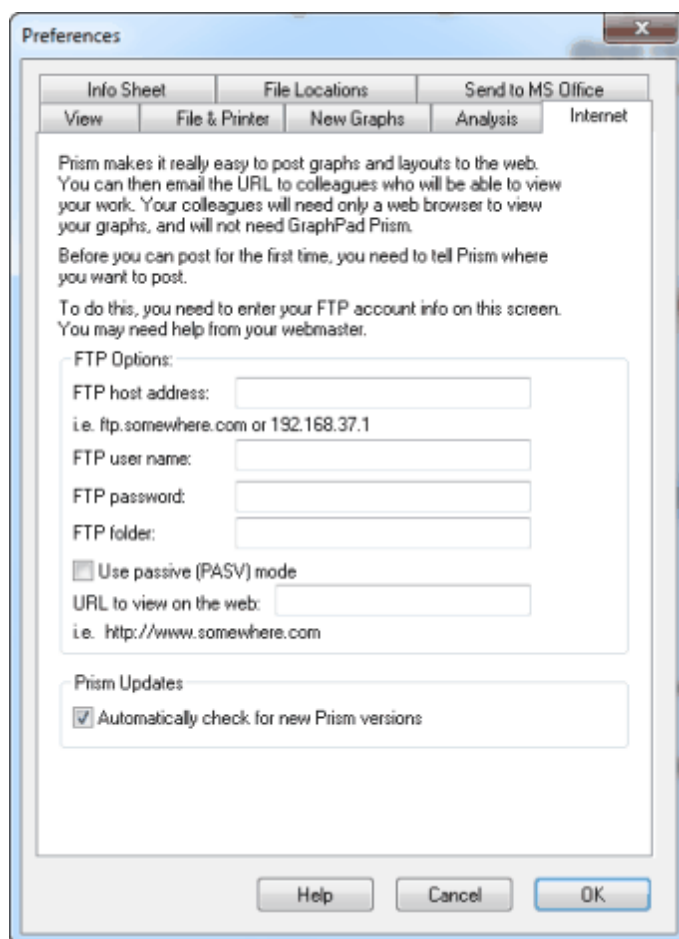 Preferences
Info Sheet File Locations Send to MS Office
View File & Printer New Graphs Analysis Internet
Prism makes it really easy to post graphs and layouts to the web.
You can then email the URL to colleagues who will be able to view
your work. Your colleagues will need only a web browser to view
your graphs, and will not need GraphPad Prism.
Before you can post for the first time, you need to tell Prism where
you want to post.
To do this, you need to enter your FTP account info on this screen.
You may need help from your webmaster.
FTP Options:
FTP host address:
i.e. ftp.somewhere.com or 192.168.37.1
FTP user name:
FTP password:
FTP folder:
Use passive (PASV) mode
URL to view on the web:
i.e. http://www.somewhere.com
Prism Updates
Automatically check for new Prism versions
Help Cancel OK